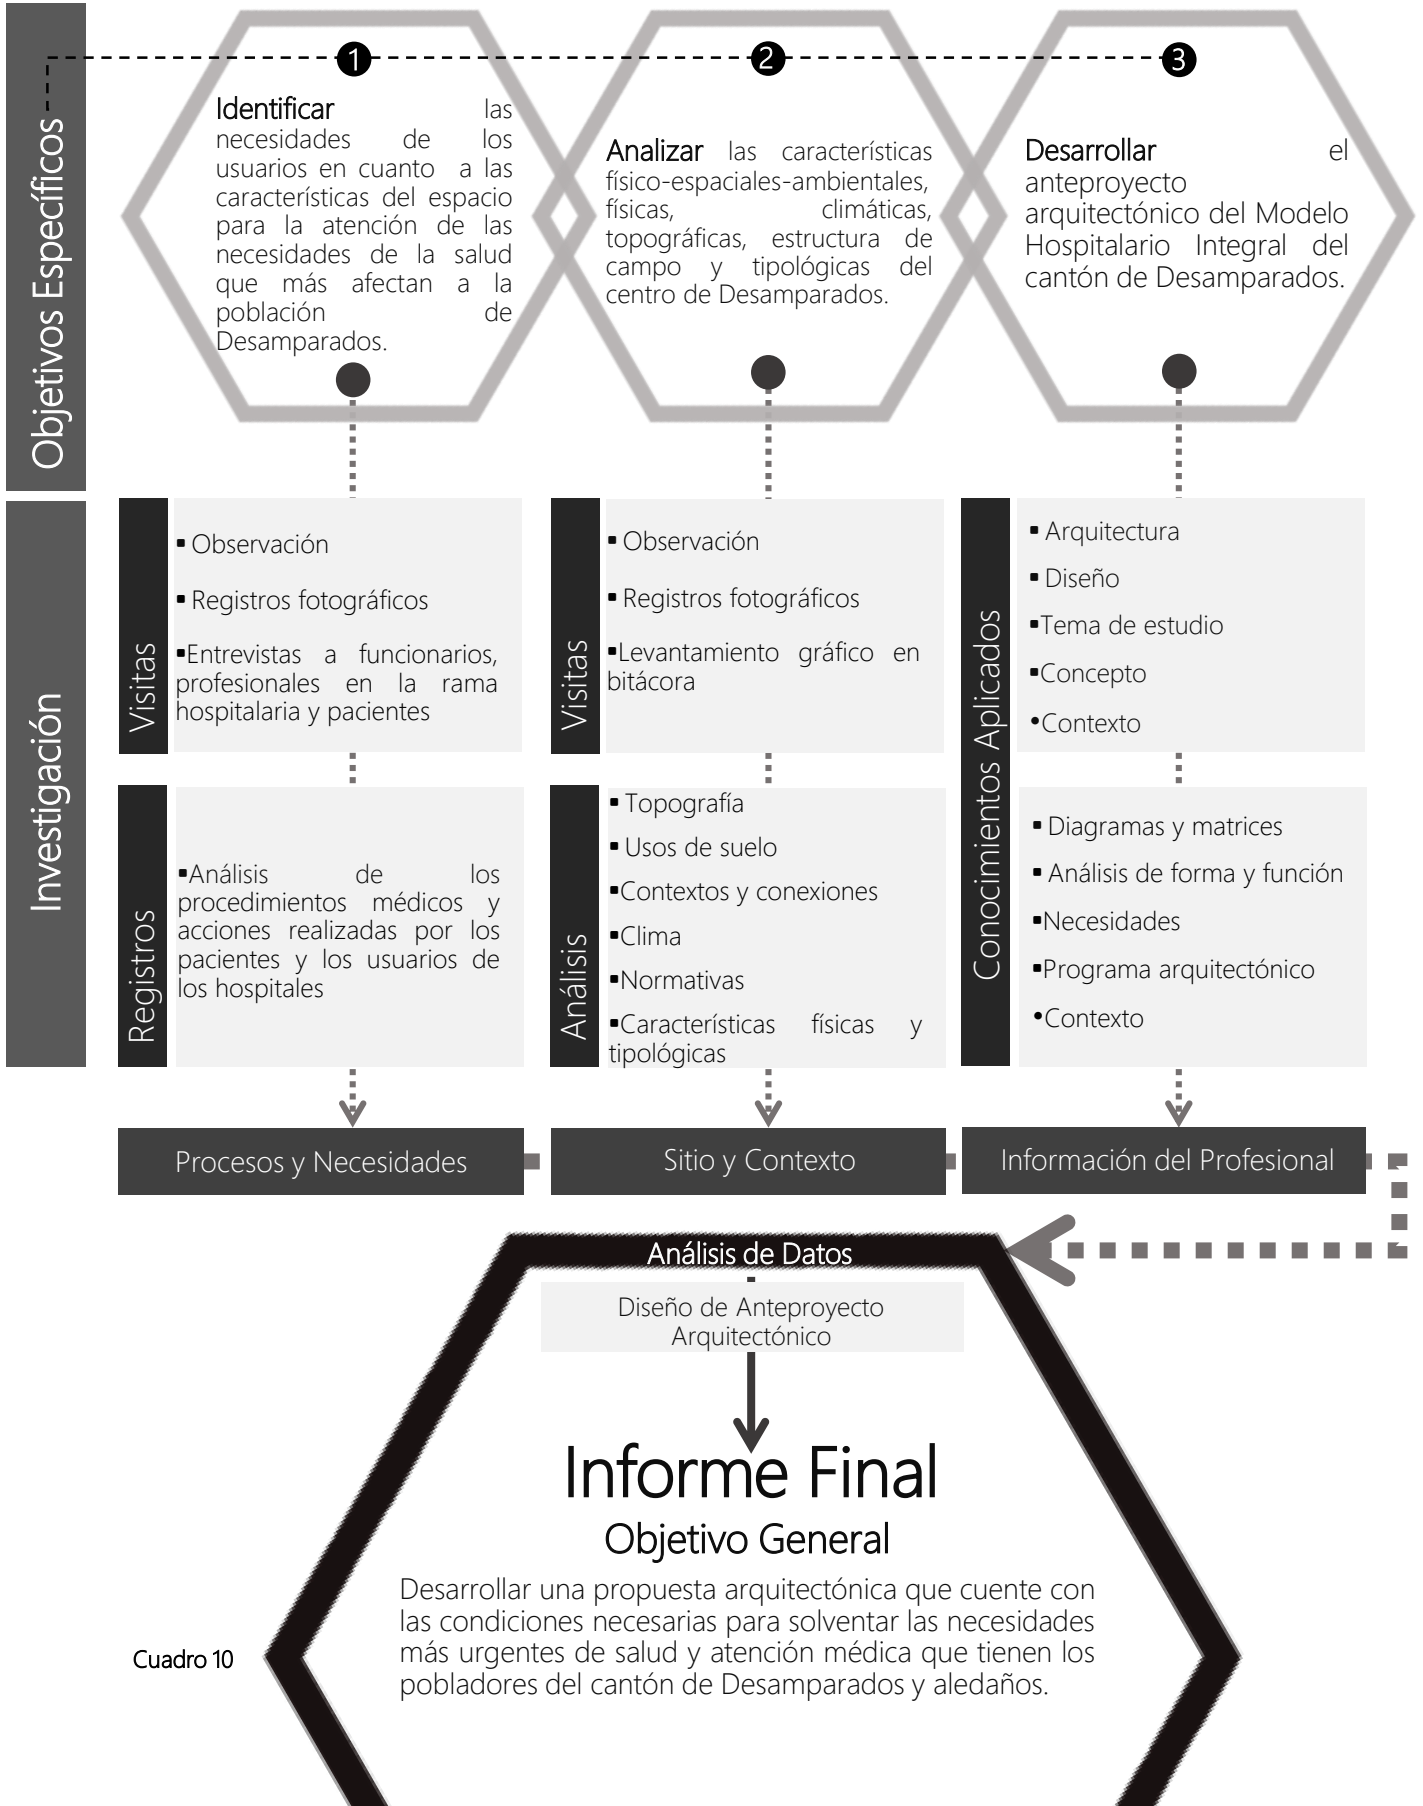 Objetivos Específicos
1
Identificar las
necesidades de los
usuarios en cuanto a las
características del espacio
para la atención de las
necesidades de la salud
que más afectan a la
población de
Desamparados.
2
Analizar las características
físico-espaciales-ambientales,
físicas, climáticas,
topográficas, estructura de
campo y tipológicas del
centro de Desamparados.
3
Desarrollar el
anteproyecto
arquitectónico del Modelo
Hospitalario Integral del
cantón de Desamparados.
Investigación
Visitas
▪ Observación
▪ Registros fotográficos
▪Entrevistas a funcionarios,
profesionales en la rama
hospitalaria y pacientes
Registros
▪Análisis de los
procedimientos médicos y
acciones realizadas por los
pacientes y los usuarios de
los hospitales
Visitas
▪ Observación
▪ Registros fotográficos
▪Levantamiento gráfico en
bitácora
Análisis
▪ Topografía
▪ Usos de suelo
▪Contextos y conexiones
▪Clima
▪Normativas
▪Características físicas y
tipológicas
Conocimientos Aplicados
▪ Arquitectura
▪ Diseño
▪Tema de estudio
▪Concepto
•Contexto
▪ Diagramas y matrices
▪ Análisis de forma y función
▪Necesidades
▪Programa arquitectónico
•Contexto
Procesos y Necesidades
Sitio y Contexto
Información del Profesional
Análisis de Datos
Diseño de Anteproyecto
Arquitectónico
Informe Final
Objetivo General
Desarrollar una propuesta arquitectónica que cuente con
las condiciones necesarias para solventar las necesidades
más urgentes de salud y atención médica que tienen los
pobladores del cantón de Desamparados y aledaños.
Cuadro 10